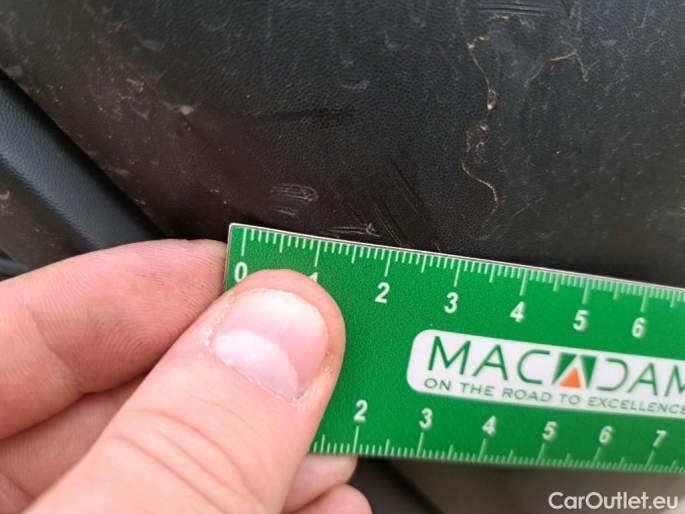 0 1 2 3 4 5 6
MACADAM
ON THE ROAD TO EXCELLENCE
2 3 4 5 6 7
CarOutlet.eu